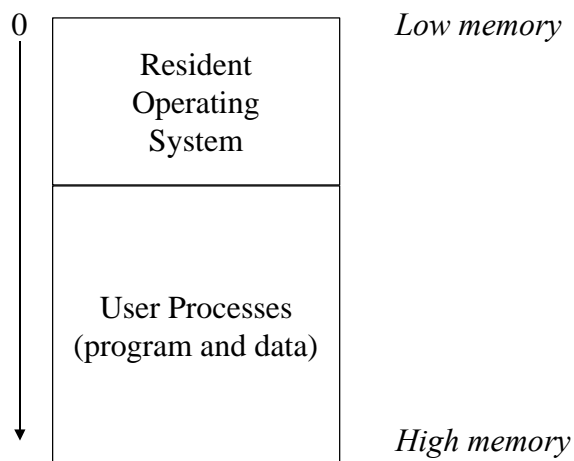 0
Low memory
Resident
Operating
System
User Processes
(program and data)
High memory